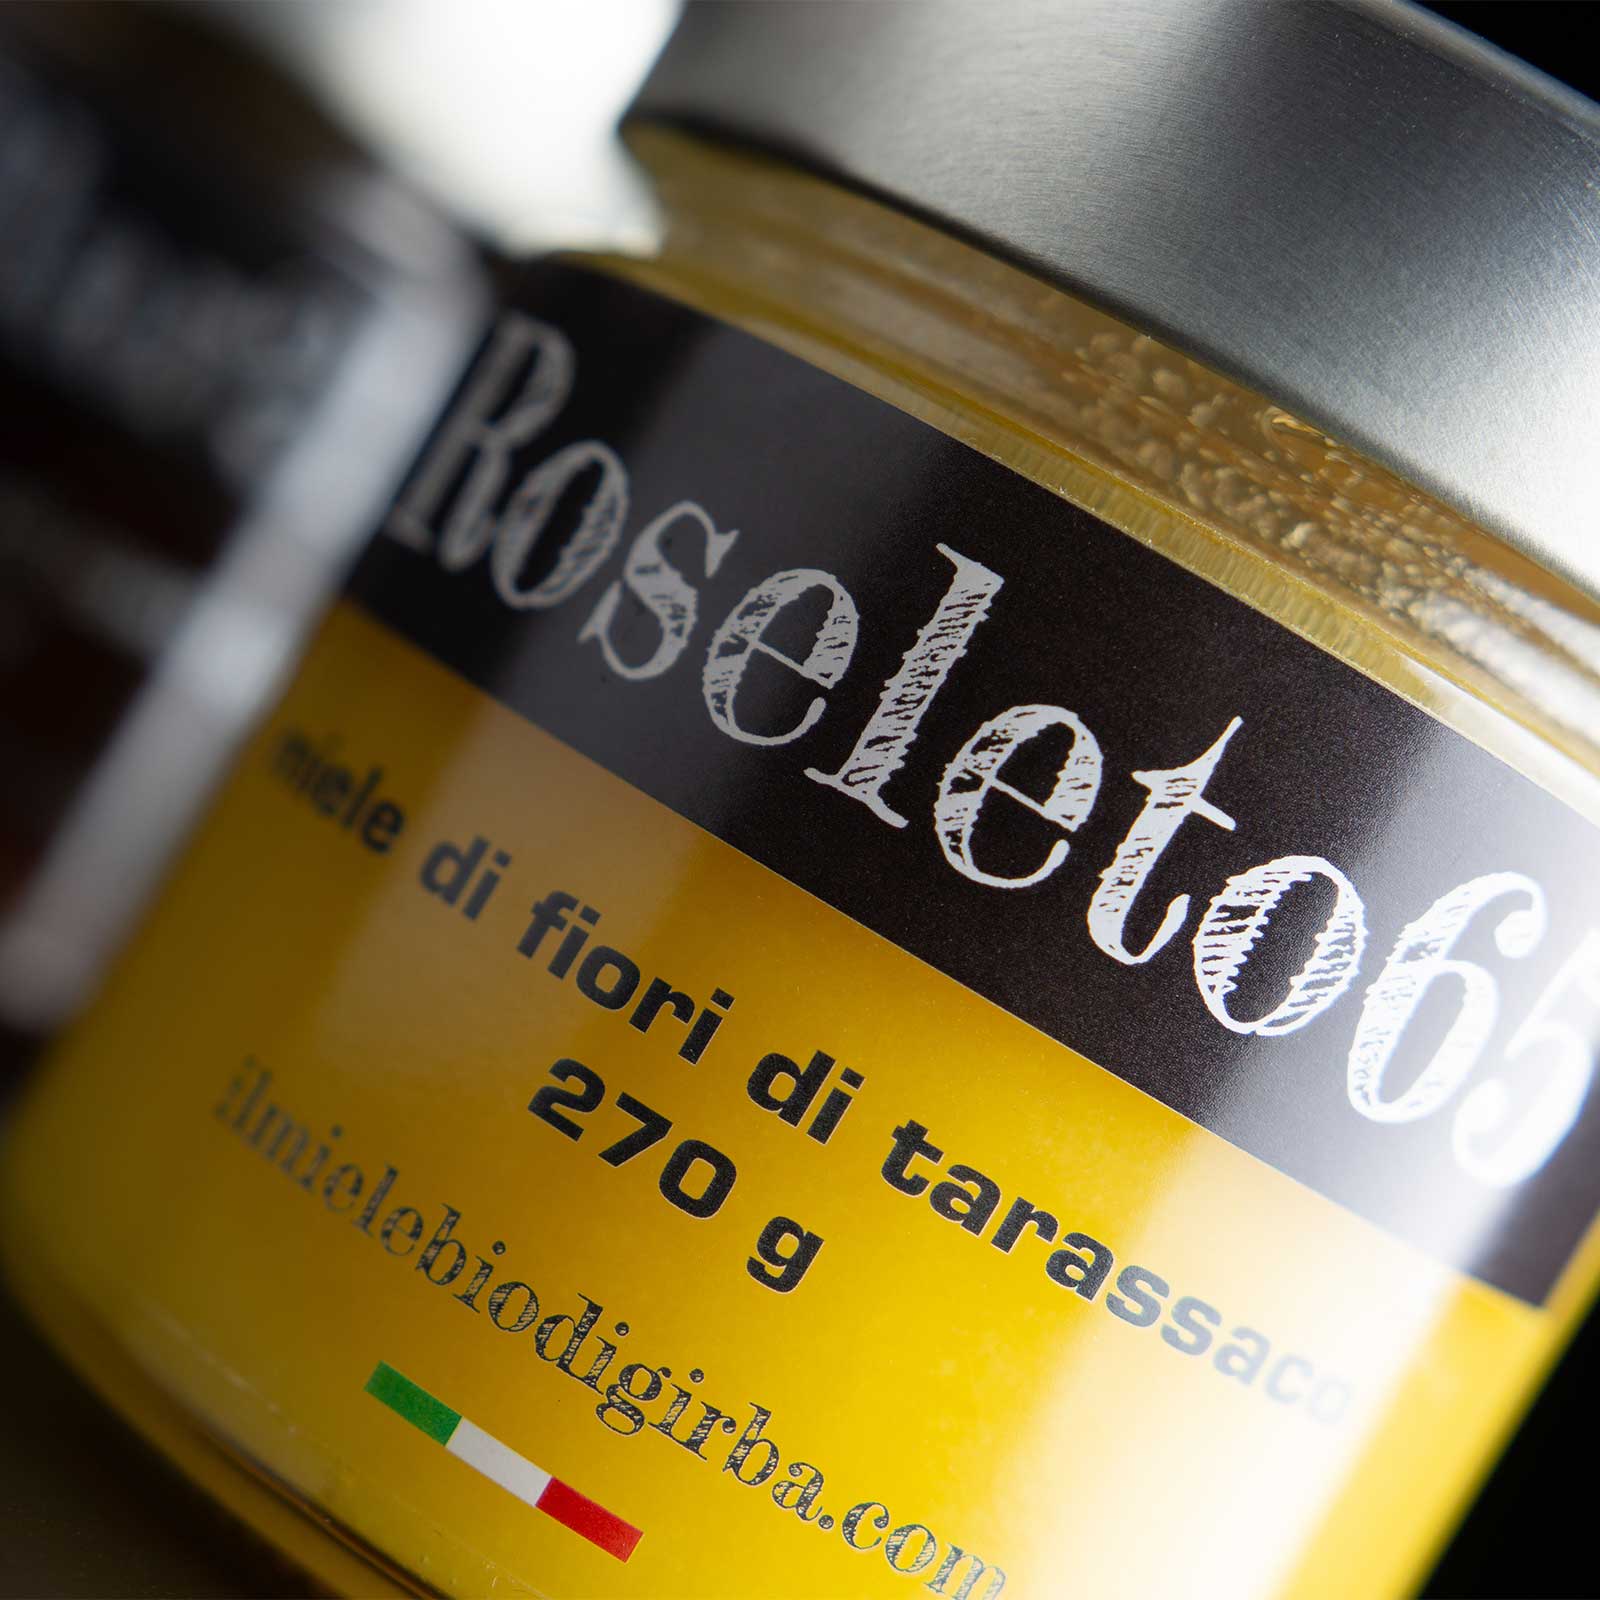 Roseleto65
miele di fiori di tarassaco
270 g
ilmielebiodigirba.com